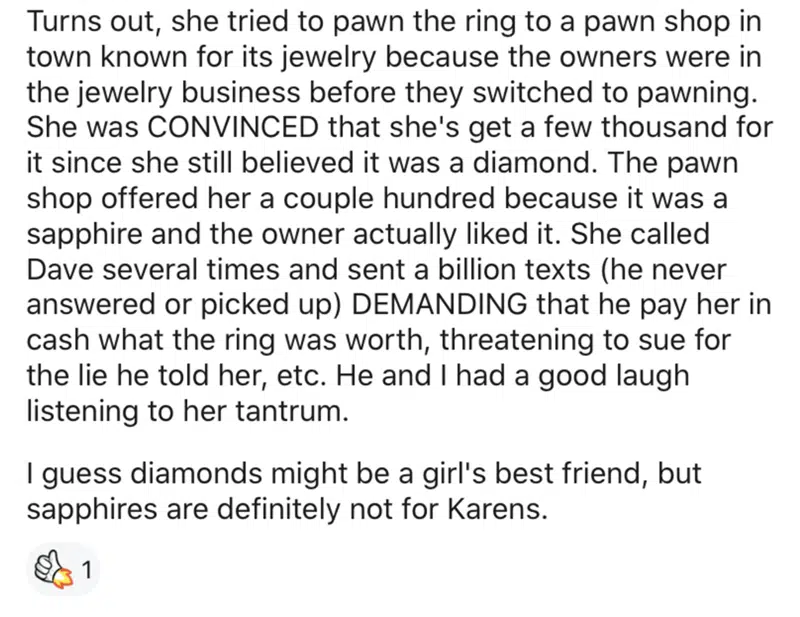 Turns out, she tried to pawn the ring to a pawn shop in
town known for its jewelry because the owners were in
the jewelry business before they switched to pawning.
She was CONVINCED that she's get a few thousand for
it since she still believed it was a diamond. The pawn
shop offered her a couple hundred because it was a
sapphire and the owner actually liked it. She called
Dave several times and sent a billion texts (he never
answered or picked up) DEMANDING that he pay her in
cash what the ring was worth, threatening to sue for
the lie he told her, etc. He and I had a good laugh
listening to her tantrum.
I guess diamonds might be a girl's best friend, but
sapphires are definitely not for Karens.
1